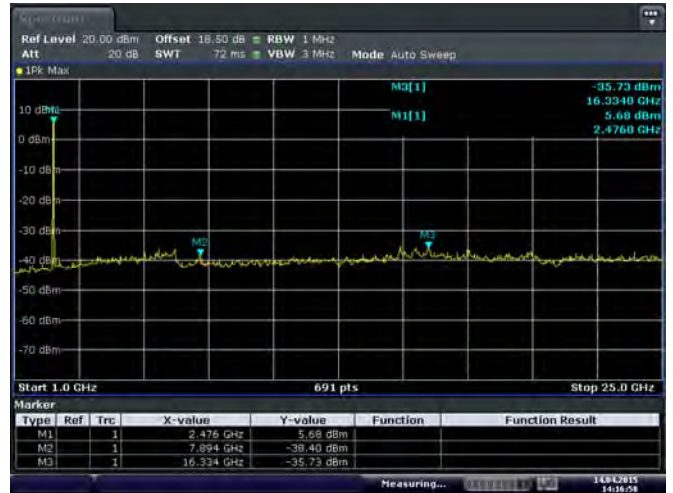 Spectrum
Ref Level 20.00 dBm Offset 18.50 dB RBW 1 MHz
Att 20 dB SWT 72 ms VBW 3 MHz Mode Auto Sweep
1Pk Max
M3[1] -35.73 dBm
16.3340 GHz
10 dBm M1 M1[1] 5.68 dBm
2.4760 GHz
0 dBm
-10 dBm
-20 dBm
-30 dBm
M2 M3
-40 dBm
-50 dBm
-60 dBm
-70 dBm
Start 1.0 GHz 691 pts Stop 25.0 GHz
Marker
Type Ref Trc X-value Y-value Function Function Result
M1 1 2.476 GHz 5.68 dBm
M2 1 7.894 GHz -38.40 dBm
M3 1 16.334 GHz -35.73 dBm
Measuring... 14.04.2015
14:16:58